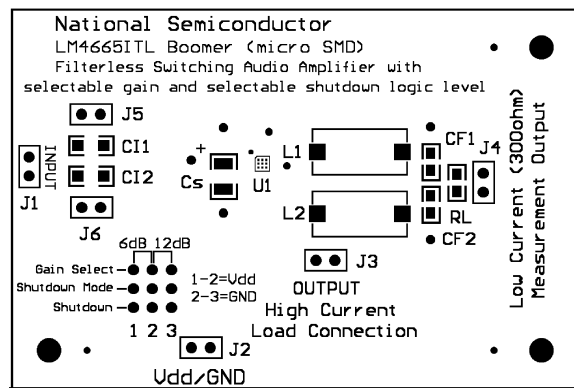 National Semiconductor
LM4665ITL Boomer (micro SMD)
Filterless Switching Audio Amplifier with
selectable gain and selectable shutdown logic level
J5
INPUT
J1
CI1
CI2
J6
+
Cs
U1
L1
L2
CF1
J4
RL
CF2
J3
OUTPUT
High Current
Load Connection
Low Current (300ohm)
Measurement Output
6dB 12dB
Gain Select
Shutdown Mode
Shutdown
1-2=Vdd
2-3=GND
1 2 3
J2
Vdd/GND